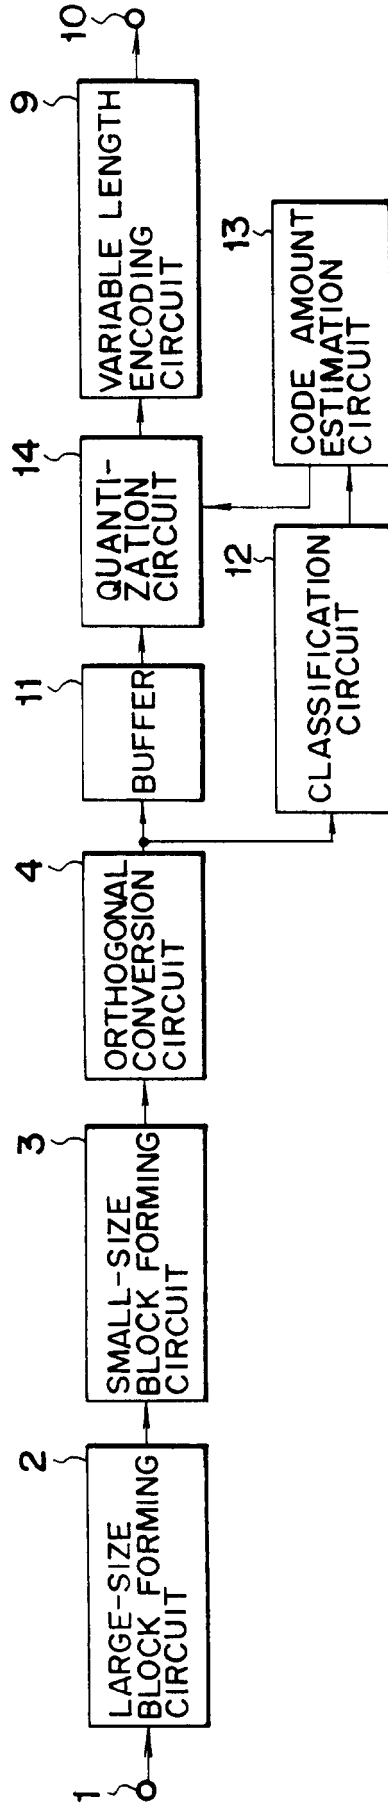 1
2
LARGE-SIZE
BLOCK FORMING
CIRCUIT
3
SMALL-SIZE
BLOCK FORMING
CIRCUIT
4
ORTHOGONAL
CONVERSION
CIRCUIT
11
BUFFER
14
QUANTI-
ZATION
CIRCUIT
9
VARIABLE LENGTH
ENCODING
CIRCUIT
10
12
CLASSIFICATION
CIRCUIT
13
CODE AMOUNT
ESTIMATION
CIRCUIT